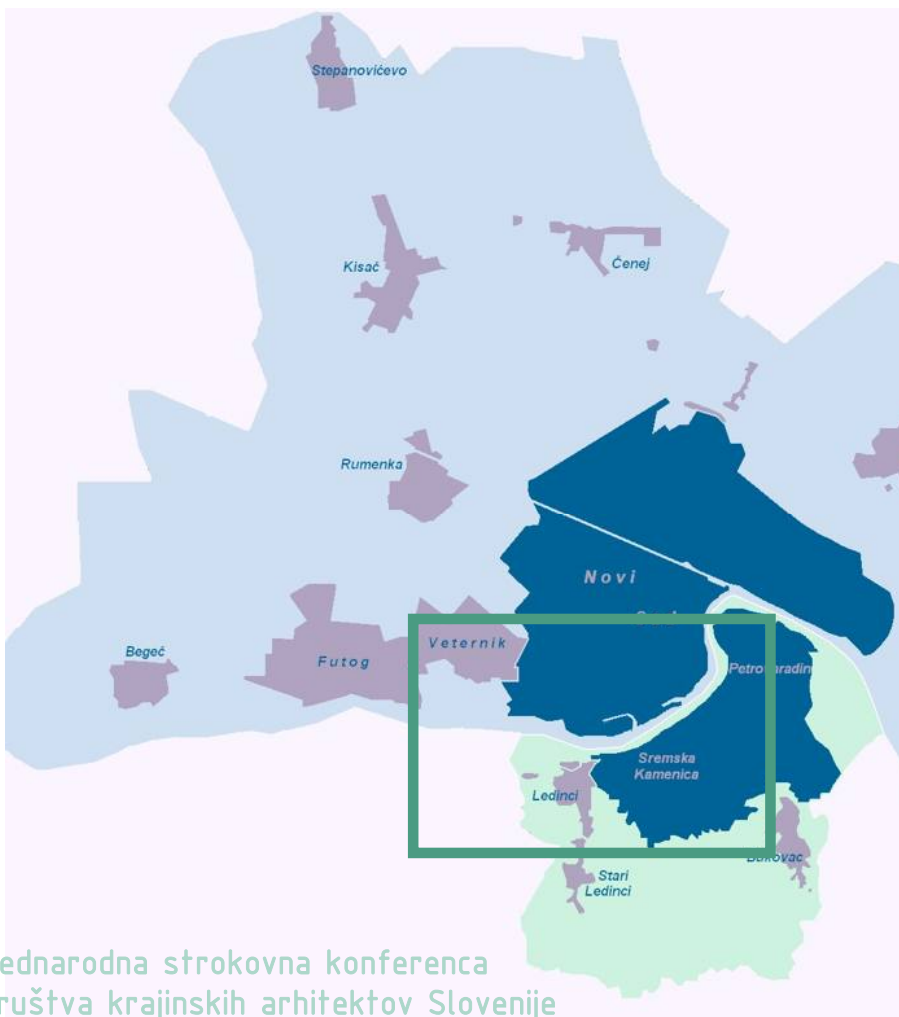 Stepanovićevo
Kisač
Čenej
Rumenka
Novi
Begeč
Futog
Veternik
Sremska
Kamenica
Ledinci
Stari
Ledinci
ednarodna strokovna konferenca
ruštva krajinskih arhitektov Slovenije